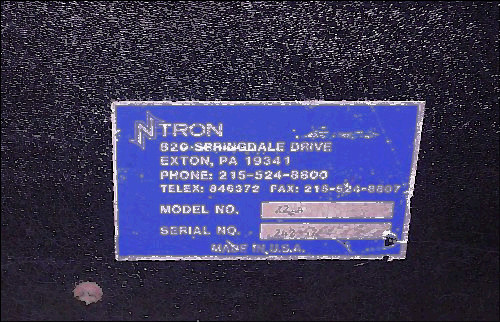 NTRON
820 SPRINGDALE DRIVE
EXTON, PA 19341
PHONE: 215-524-8800
TELEX: 846372 FAX: 215-524-8807
MODEL NO.
SERIAL NO.
MADE IN U.S.A.